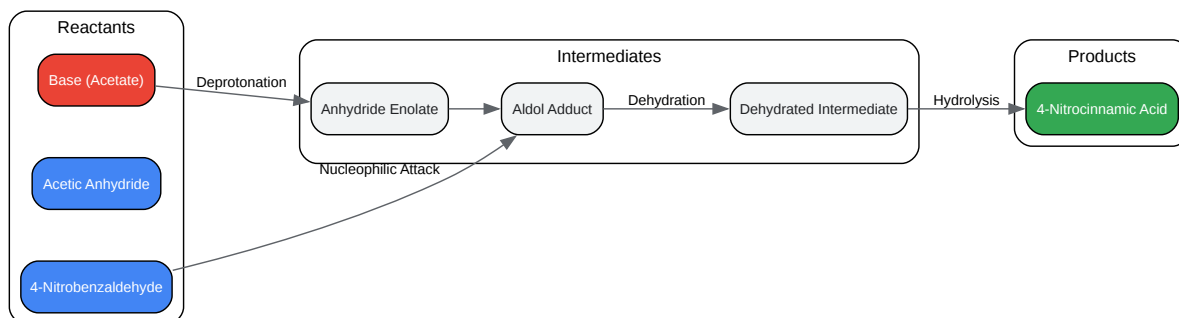 Reactants
Base (Acetate)
Acetic Anhydride
4-Nitrobenzaldehyde
Deprotonation
Nucleophilic Attack
Intermediates
Anhydride Enolate
Aldol Adduct
Dehydration
Dehydrated Intermediate
Hydrolysis
Products
4-Nitrocinnamic Acid